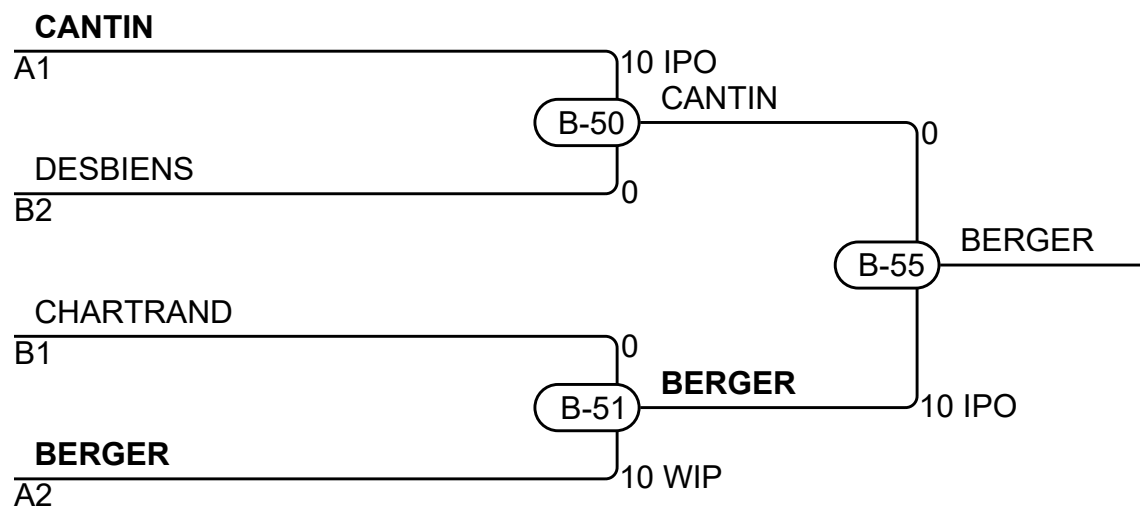 CANTIN
A1
10 IPO
CANTIN
B-50
0
DESBIENS
B2
0
BERGER
B-55
CHARTRAND
B1
0
BERGER
B-51
10 IPO
BERGER
A2
10 WIP